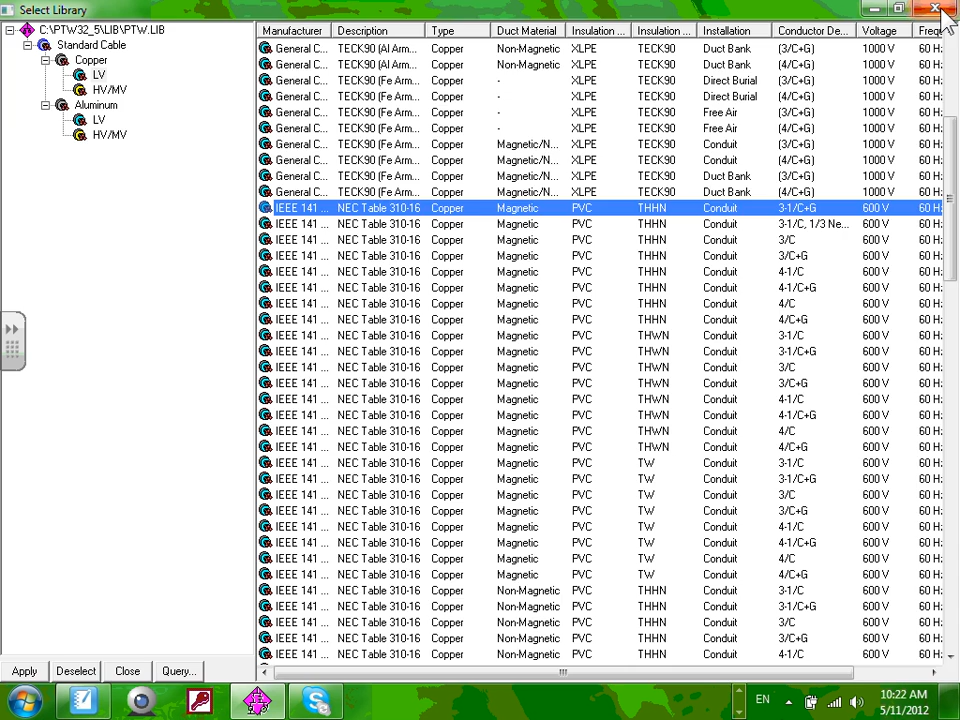 Select Library
C:\PTW32_5\LIB\PTW.LIB
Standard Cable
Copper
LV
HV/MV
Aluminum
LV
HV/MV
Manufacturer Description Type Duct Material Insulation ... Insulation ... Installation Conductor De... Voltage Frequ
General C... TECK90 (Al Arm... Copper Non-Magnetic XLPE TECK90 Duct Bank (3/C+G) 1000 V 60 H:
General C... TECK90 (Al Arm... Copper Non-Magnetic XLPE TECK90 Duct Bank (4/C+G) 1000 V 60 H:
General C... TECK90 (Fe Arm... Copper - XLPE TECK90 Direct Burial (3/C+G) 1000 V 60 H:
General C... TECK90 (Fe Arm... Copper - XLPE TECK90 Direct Burial (4/C+G) 1000 V 60 H:
General C... TECK90 (Fe Arm... Copper - XLPE TECK90 Free Air (3/C+G) 1000 V 60 H:
General C... TECK90 (Fe Arm... Copper - XLPE TECK90 Free Air (4/C+G) 1000 V 60 H:
General C... TECK90 (Fe Arm... Copper Magnetic/N... XLPE TECK90 Conduit (3/C+G) 1000 V 60 H:
General C... TECK90 (Fe Arm... Copper Magnetic/N... XLPE TECK90 Conduit (4/C+G) 1000 V 60 H:
General C... TECK90 (Fe Arm... Copper Magnetic/N... XLPE TECK90 Duct Bank (3/C+G) 1000 V 60 H:
General C... TECK90 (Fe Arm... Copper Magnetic/N... XLPE TECK90 Duct Bank (4/C+G) 1000 V 60 H:
IEEE 141 ... NEC Table 310-16 Copper Magnetic PVC THHN Conduit 3-1/C+G 600 V 60 H:
IEEE 141 ... NEC Table 310-16 Copper Magnetic PVC THHN Conduit 3-1/C, 1/3 Ne... 600 V 60 H:
IEEE 141 ... NEC Table 310-16 Copper Magnetic PVC THHN Conduit 3/C 600 V 60 H:
IEEE 141 ... NEC Table 310-16 Copper Magnetic PVC THHN Conduit 3/C+G 600 V 60 H:
IEEE 141 ... NEC Table 310-16 Copper Magnetic PVC THHN Conduit 4-1/C 600 V 60 H:
IEEE 141 ... NEC Table 310-16 Copper Magnetic PVC THHN Conduit 4-1/C+G 600 V 60 H:
IEEE 141 ... NEC Table 310-16 Copper Magnetic PVC THHN Conduit 4/C 600 V 60 H:
IEEE 141 ... NEC Table 310-16 Copper Magnetic PVC THHN Conduit 4/C+G 600 V 60 H:
IEEE 141 ... NEC Table 310-16 Copper Magnetic PVC THWN Conduit 3-1/C 600 V 60 H:
IEEE 141 ... NEC Table 310-16 Copper Magnetic PVC THWN Conduit 3-1/C+G 600 V 60 H:
IEEE 141 ... NEC Table 310-16 Copper Magnetic PVC THWN Conduit 3/C 600 V 60 H:
IEEE 141 ... NEC Table 310-16 Copper Magnetic PVC THWN Conduit 3/C+G 600 V 60 H:
IEEE 141 ... NEC Table 310-16 Copper Magnetic PVC THWN Conduit 4-1/C 600 V 60 H:
IEEE 141 ... NEC Table 310-16 Copper Magnetic PVC THWN Conduit 4-1/C+G 600 V 60 H:
IEEE 141 ... NEC Table 310-16 Copper Magnetic PVC THWN Conduit 4/C 600 V 60 H:
IEEE 141 ... NEC Table 310-16 Copper Magnetic PVC THWN Conduit 4/C+G 600 V 60 H:
IEEE 141 ... NEC Table 310-16 Copper Magnetic PVC TW Conduit 3-1/C 600 V 60 H:
IEEE 141 ... NEC Table 310-16 Copper Magnetic PVC TW Conduit 3-1/C+G 600 V 60 H:
IEEE 141 ... NEC Table 310-16 Copper Magnetic PVC TW Conduit 3/C 600 V 60 H:
IEEE 141 ... NEC Table 310-16 Copper Magnetic PVC TW Conduit 3/C+G 600 V 60 H:
IEEE 141 ... NEC Table 310-16 Copper Magnetic PVC TW Conduit 4-1/C 600 V 60 H:
IEEE 141 ... NEC Table 310-16 Copper Magnetic PVC TW Conduit 4-1/C+G 600 V 60 H:
IEEE 141 ... NEC Table 310-16 Copper Magnetic PVC TW Conduit 4/C 600 V 60 H:
IEEE 141 ... NEC Table 310-16 Copper Magnetic PVC TW Conduit 4/C+G 600 V 60 H:
IEEE 141 ... NEC Table 310-16 Copper Non-Magnetic PVC THHN Conduit 3-1/C 600 V 60 H:
IEEE 141 ... NEC Table 310-16 Copper Non-Magnetic PVC THHN Conduit 3-1/C+G 600 V 60 H:
IEEE 141 ... NEC Table 310-16 Copper Non-Magnetic PVC THHN Conduit 3/C 600 V 60 H:
IEEE 141 ... NEC Table 310-16 Copper Non-Magnetic PVC THHN Conduit 3/C+G 600 V 60 H:
IEEE 141 ... NEC Table 310-16 Copper Non-Magnetic PVC THHN Conduit 4-1/C 600 V 60 H:
Apply Deselect Close Query...
EN
10:22 AM
5/11/2012